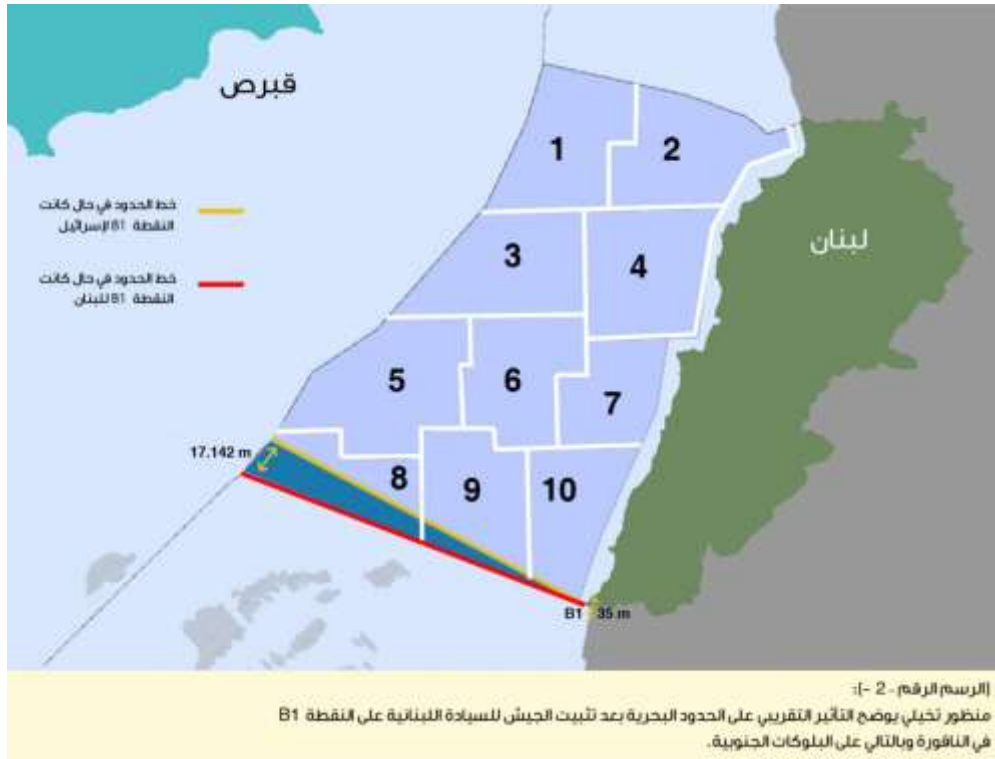 قبرص
1
2
لبنان
خط الحدود في حال كانت
النقطة B1 لإسرائيل
3
4
خط الحدود في حال كانت
النقطة B1 للبنان
5
6
7
17.142 m
8
9
10
B1
35 m
(الرسم الرقم - 2 -):
منظور تخيلي يوضح التأثير التقريبي على الحدود البحرية بعد تثبيت الجيش للسيادة اللبنانية على النقطة B1
في الناقورة وبالتالي على البلوكات الجنوبية.